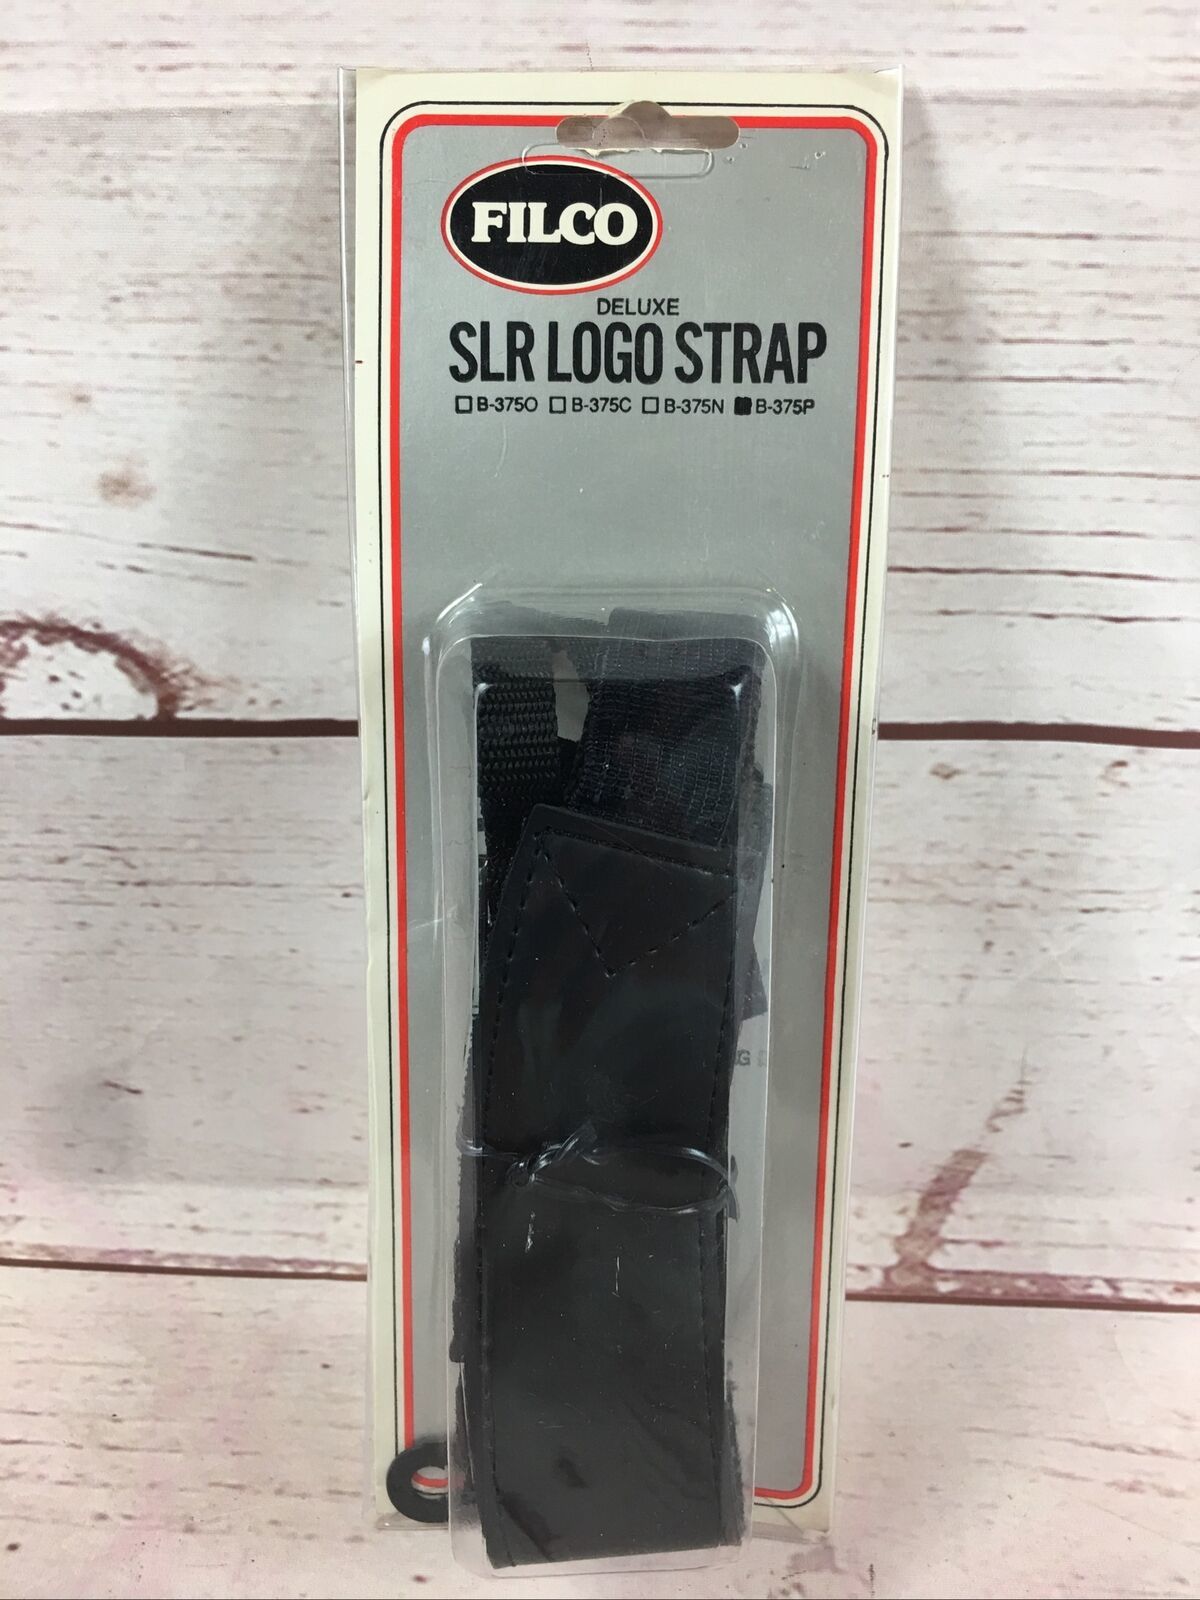 FILCO
DELUXE
SLR LOGO STRAP
B-375O B-375C B-375N B-375P